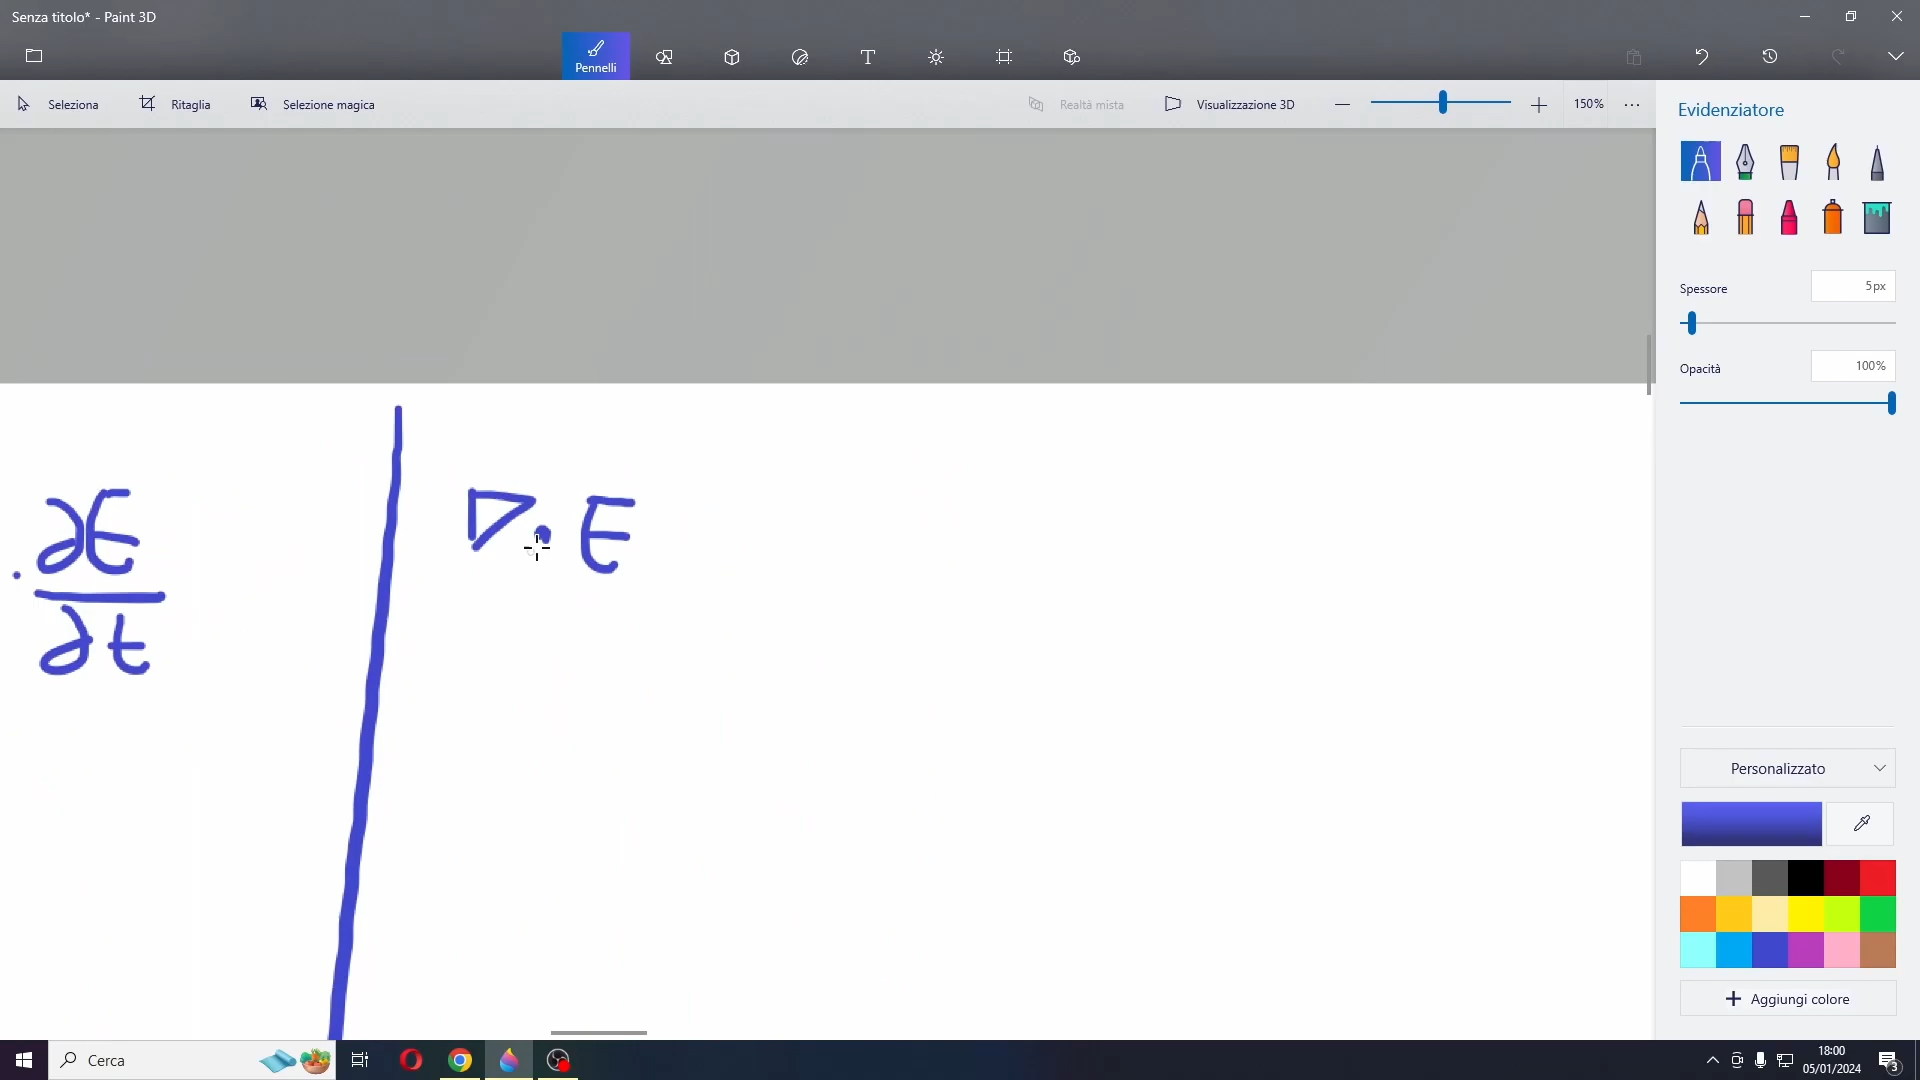 Senza titolo* - Paint 3D
Pennelli
Seleziona Ritaglia Selezione magica Realtà mista Visualizzazione 3D 150%
Evidenziatore
Spessore 5px
Opacità 100%
∂E
∂t
∇ · E
Personalizzato
Aggiungi colore
Cerca
18:00
05/01/2024
3